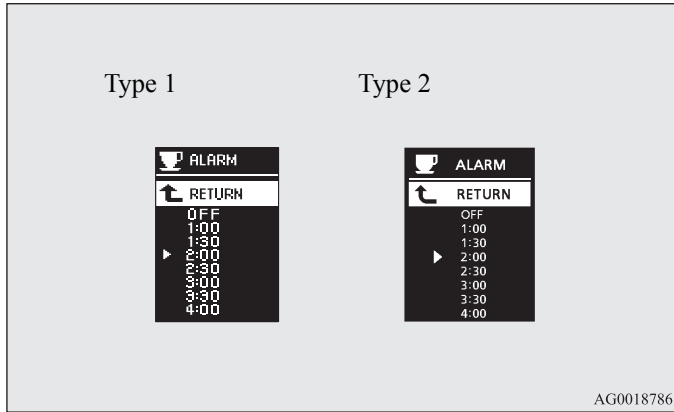 Type 1
Type 2
ALARM
RETURN
OFF
1:00
1:30
2:00
2:30
3:00
3:30
4:00
ALARM
RETURN
OFF
1:00
1:30
2:00
2:30
3:00
3:30
4:00
AG0018786